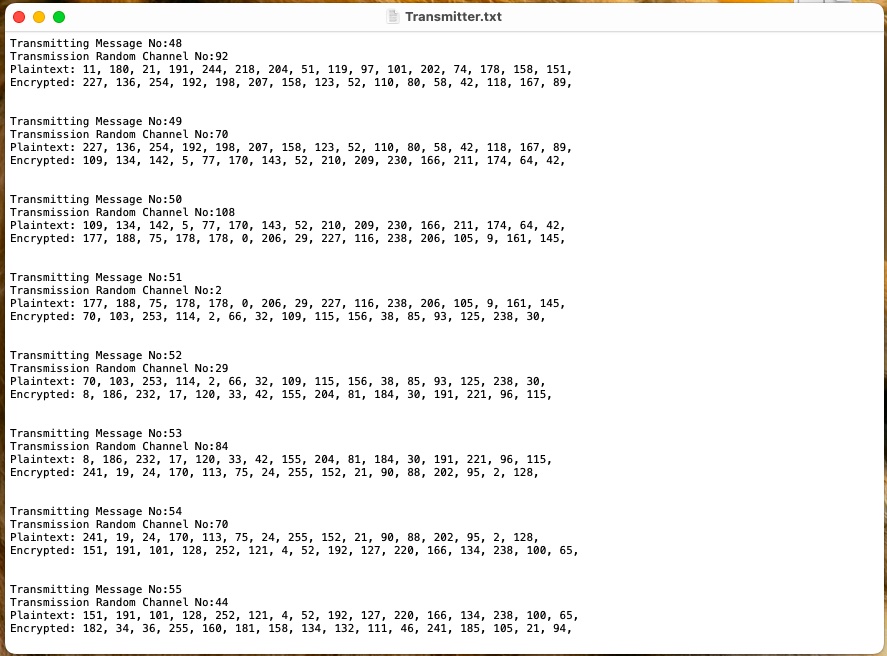 Transmitter.txt
Transmitting Message No:48
Transmission Random Channel No:92
Plaintext: 11, 180, 21, 191, 244, 218, 204, 51, 119, 97, 101, 202, 74, 178, 158, 151,
Encrypted: 227, 136, 254, 192, 198, 207, 158, 123, 52, 110, 80, 58, 42, 118, 167, 89,
Transmitting Message No:49
Transmission Random Channel No:70
Plaintext: 227, 136, 254, 192, 198, 207, 158, 123, 52, 110, 80, 58, 42, 118, 167, 89,
Encrypted: 109, 134, 142, 5, 77, 170, 143, 52, 210, 209, 230, 166, 211, 174, 64, 42,
Transmitting Message No:50
Transmission Random Channel No:108
Plaintext: 109, 134, 142, 5, 77, 170, 143, 52, 210, 209, 230, 166, 211, 174, 64, 42,
Encrypted: 177, 188, 75, 178, 178, 0, 206, 29, 227, 116, 238, 206, 105, 9, 161, 145,
Transmitting Message No:51
Transmission Random Channel No:2
Plaintext: 177, 188, 75, 178, 178, 0, 206, 29, 227, 116, 238, 206, 105, 9, 161, 145,
Encrypted: 70, 103, 253, 114, 2, 66, 32, 109, 115, 156, 38, 85, 93, 125, 238, 30,
Transmitting Message No:52
Transmission Random Channel No:29
Plaintext: 70, 103, 253, 114, 2, 66, 32, 109, 115, 156, 38, 85, 93, 125, 238, 30,
Encrypted: 8, 186, 232, 17, 120, 33, 42, 155, 204, 81, 184, 30, 191, 221, 96, 115,
Transmitting Message No:53
Transmission Random Channel No:84
Plaintext: 8, 186, 232, 17, 120, 33, 42, 155, 204, 81, 184, 30, 191, 221, 96, 115,
Encrypted: 241, 19, 24, 170, 113, 75, 24, 255, 152, 21, 90, 88, 202, 95, 2, 128,
Transmitting Message No:54
Transmission Random Channel No:70
Plaintext: 241, 19, 24, 170, 113, 75, 24, 255, 152, 21, 90, 88, 202, 95, 2, 128,
Encrypted: 151, 191, 101, 128, 252, 121, 4, 52, 192, 127, 220, 166, 134, 238, 100, 65,
Transmitting Message No:55
Transmission Random Channel No:44
Plaintext: 151, 191, 101, 128, 252, 121, 4, 52, 192, 127, 220, 166, 134, 238, 100, 65,
Encrypted: 182, 34, 36, 255, 160, 181, 158, 134, 132, 111, 46, 241, 185, 105, 21, 94,